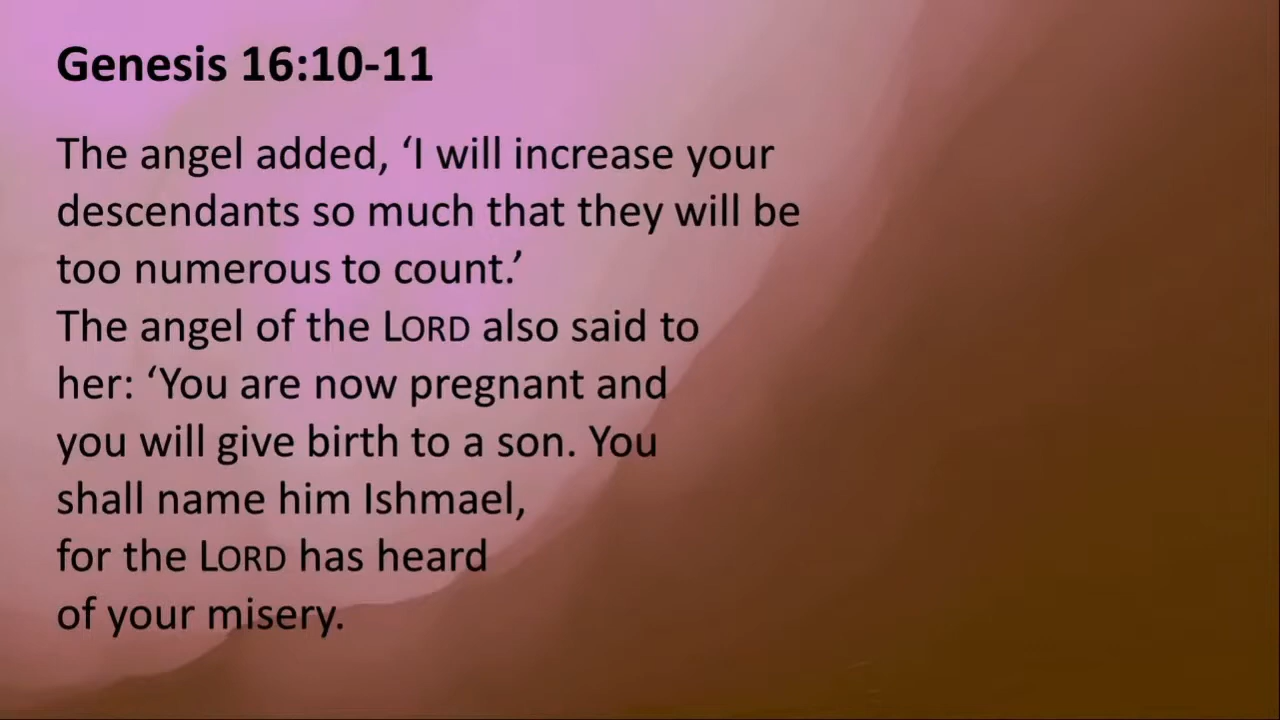 Genesis 16:10-11
The angel added, ‘I will increase your
descendants so much that they will be
too numerous to count.’
The angel of the LORD also said to
her: ‘You are now pregnant and
you will give birth to a son. You
shall name him Ishmael,
for the LORD has heard
of your misery.